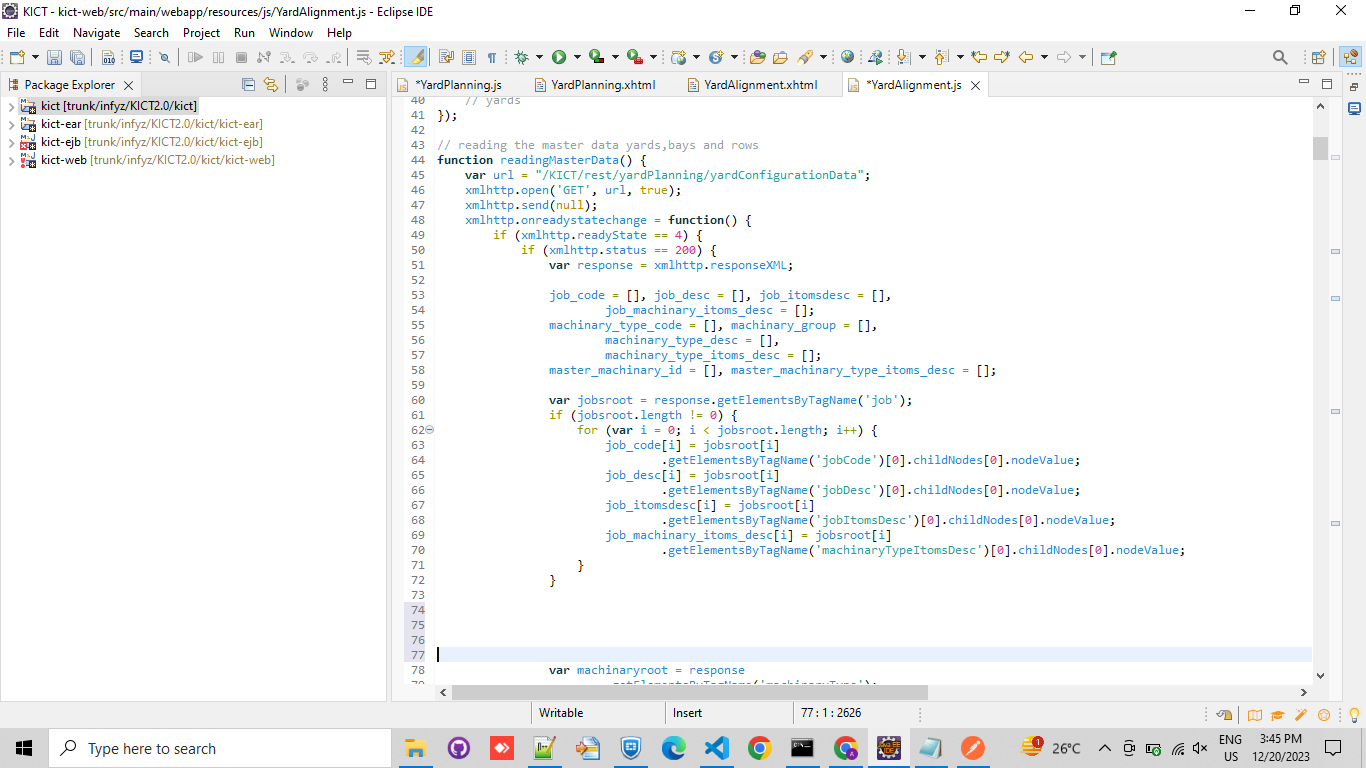 KICT - kict-web/src/main/webapp/resources/js/YardAlignment.js - Eclipse IDE
File Edit Navigate Search Project Run Window Help
Package Explorer
*YardPlanning.js YardPlanning.xhtml YardAlignment.xhtml *YardAlignment.js
kict [trunk/infyz/KICT2.0/kict]
kict-ear [trunk/infyz/KICT2.0/kict/kict-ear]
kict-ejb [trunk/infyz/KICT2.0/kict/kict-ejb]
kict-web [trunk/infyz/KICT2.0/kict/kict-web]
40 // yards
41 });
42
43 // reading the master data yards,bays and rows
44 function readingMasterData() {
45 var url = "/KICT/rest/yardPlanning/yardConfigurationData";
46 xmlhttp.open('GET', url, true);
47 xmlhttp.send(null);
48 xmlhttp.onreadystatechange = function() {
49 if (xmlhttp.readyState == 4) {
50 if (xmlhttp.status == 200) {
51 var response = xmlhttp.responseXML;
52
53 job_code = [], job_desc = [], job_itomsdesc = [],
54 job_machinary_itoms_desc = [];
55 machinary_type_code = [], machinary_group = [],
56 machinary_type_desc = [],
57 machinary_type_itoms_desc = [];
58 master_machinary_id = [], master_machinary_type_itoms_desc = [];
59
60 var jobsroot = response.getElementsByTagName('job');
61 if (jobsroot.length != 0) {
62 for (var i = 0; i < jobsroot.length; i++) {
63 job_code[i] = jobsroot[i]
64 .getElementsByTagName('jobCode')[0].childNodes[0].nodeValue;
65 job_desc[i] = jobsroot[i]
66 .getElementsByTagName('jobDesc')[0].childNodes[0].nodeValue;
67 job_itomsdesc[i] = jobsroot[i]
68 .getElementsByTagName('jobItomsDesc')[0].childNodes[0].nodeValue;
69 job_machinary_itoms_desc[i] = jobsroot[i]
70 .getElementsByTagName('machinaryTypeItomsDesc')[0].childNodes[0].nodeValue;
71 }
72 }
73
74
75
76
77
78 var machinaryroot = response
79 .getElementsByTagName('machinaryType');
Writable Insert 77 : 1 : 2626
Type here to search
1 26°C ENG US 3:45 PM 12/20/2023